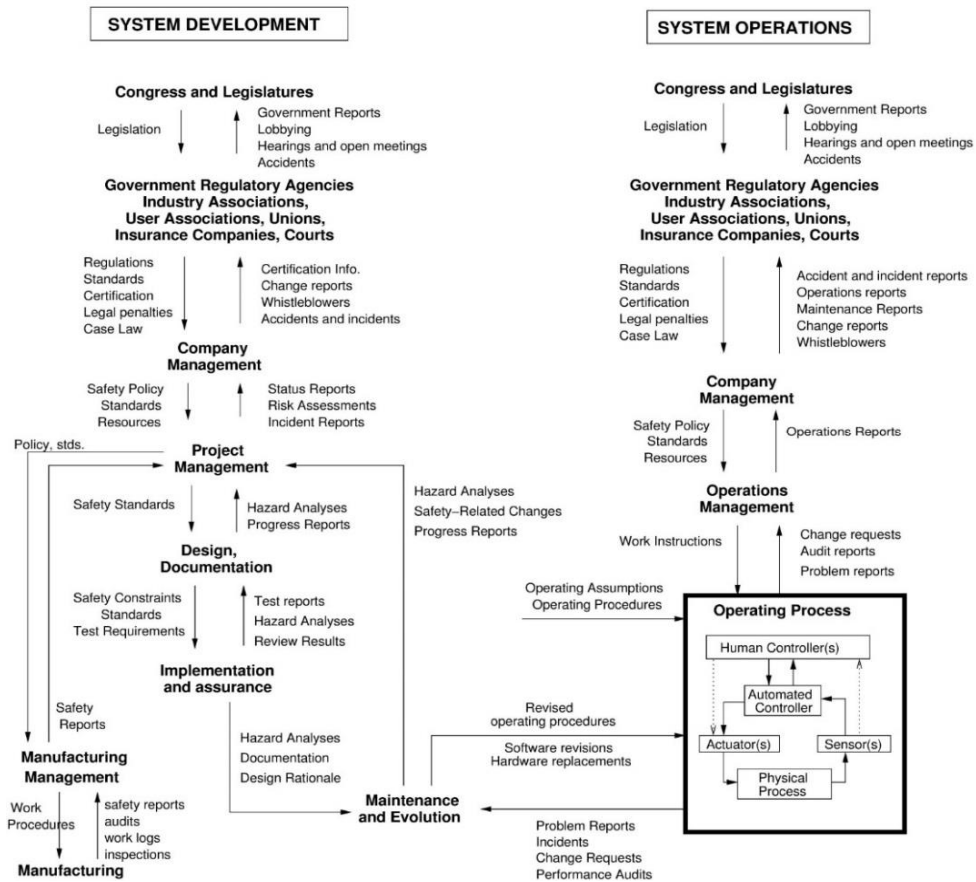 SYSTEM DEVELOPMENT
Congress and Legislatures
Legislation
Government Reports
Lobbying
Hearings and open meetings
Accidents
Government Regulatory Agencies
Industry Associations,
User Associations, Unions,
Insurance Companies, Courts
Regulations
Standards
Certification
Legal penalties
Case Law
Certification Info.
Change reports
Whistleblowers
Accidents and incidents
Company
Management
Safety Policy
Standards
Resources
Status Reports
Risk Assessments
Incident Reports
Policy, stds.
Project
Management
Safety Standards
Hazard Analyses
Progress Reports
Hazard Analyses
Safety-Related Changes
Progress Reports
Design,
Documentation
Safety Constraints
Standards
Test Requirements
Test reports
Hazard Analyses
Review Results
Implementation
and assurance
Safety
Reports
Hazard Analyses
Documentation
Design Rationale
Manufacturing
Management
Work
Procedures
safety reports
audits
work logs
inspections
Manufacturing
Maintenance
and Evolution
SYSTEM OPERATIONS
Congress and Legislatures
Legislation
Government Reports
Lobbying
Hearings and open meetings
Accidents
Government Regulatory Agencies
Industry Associations,
User Associations, Unions,
Insurance Companies, Courts
Regulations
Standards
Certification
Legal penalties
Case Law
Accident and incident reports
Operations reports
Maintenance Reports
Change reports
Whistleblowers
Company
Management
Safety Policy
Standards
Resources
Operations Reports
Operations
Management
Work Instructions
Change requests
Audit reports
Problem reports
Operating Assumptions
Operating Procedures
Operating Process
Human Controller(s)
Automated
Controller
Actuator(s)
Sensor(s)
Physical
Process
Revised
operating procedures
Software revisions
Hardware replacements
Problem Reports
Incidents
Change Requests
Performance Audits